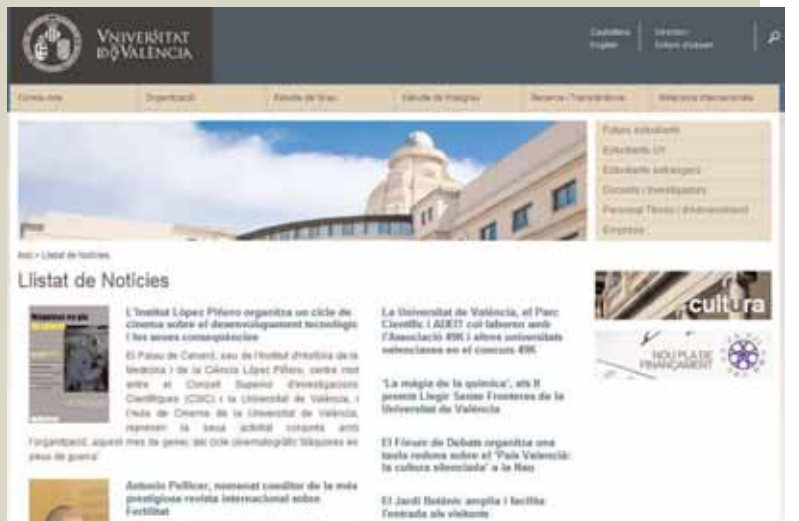 VNIVERSITAT
ID VALÈNCIA
Castellano
English
Directori
Entorn d'usuari
Coneix-nos
Organització
Estudis de Grau
Estudis de Postgrau
Recerca i Transferència
Relacions Internacionals
Futurs estudiants
Estudiants UV
Estudiants estrangers
Docents i Investigadors
Personal Tècnic i d'Administració
Empresa
Inici > Llistat de Notícies
Llistat de Notícies
L'Institut López Piñero organitza un cicle de
cinema sobre el desenvolupament tecnològic
i les seues conseqüències
El Palau de Cerveró, seu de l'Institut d'Història de la
Medicina i de la Ciència López Piñero, centre mixt
entre el Consell Superior d'Investigacions
Científiques (CSIC) i la Universitat de València, i
l'Aula de Cinema de la Universitat de València,
reprenen la seua activitat conjunta amb
l'organització, aquest mes de gener, del cicle cinematogràfic 'Màquines en
peus de guerra'.
Antonio Pellicer, nomenat coeditor de la més
prestigiosa revista internacional sobre
Fertilitat
La Universitat de València, el Parc
Científic i ADEIT col·laboren amb
l'Associació 49K i altres universitats
valencianes en el concurs 49K
'La màgia de la química', els II
premis Llegir Sense Fronteres de la
Universitat de València
El Fòrum de Debats organitza una
taula redona sobre el 'País Valencià:
la cultura silenciada' a la Nau
El Jardí Botànic amplia i facilita
l'entrada als visitants
cultura
NOU PLA DE
FINANÇAMENT